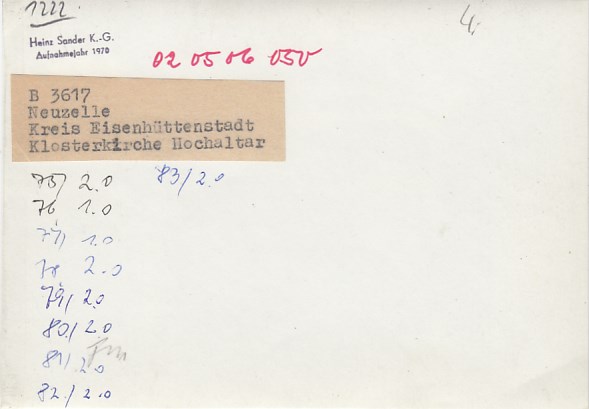 1222.
4.
Heinz Sander K.-G.
Aufnahmejahr 1970
02 05 06 05V
B 3617
Neuzelle
Kreis Eisenhüttenstadt
Klosterkirche Hochaltar
75/ 2.0
83/2.0
76 1.0
77/ 1.0
78 2.0
79/ 2.0
80/ 2.0
81/ 2.0
82/ 2.0